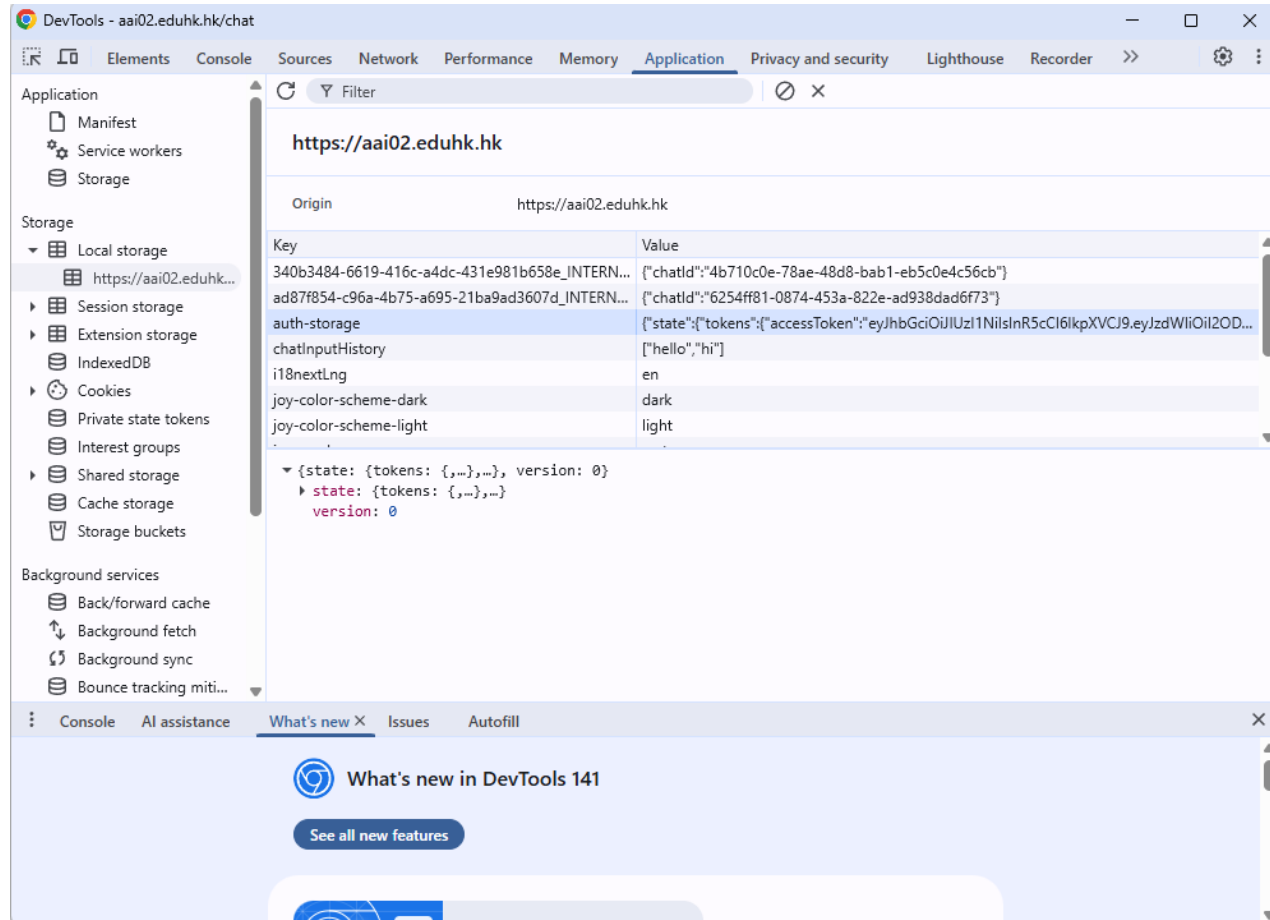 DevTools - aai02.eduhk.hk/chat
Elements Console Sources Network Performance Memory Application Privacy and security Lighthouse Recorder
Application
Manifest
Service workers
Storage
Storage
Local storage
https://aai02.eduhk...
Session storage
Extension storage
IndexedDB
Cookies
Private state tokens
Interest groups
Shared storage
Cache storage
Storage buckets
Background services
Back/forward cache
Background fetch
Background sync
Bounce tracking miti...
Filter
https://aai02.eduhk.hk
Origin https://aai02.eduhk.hk
Key Value
340b3484-6619-416c-a4dc-431e981b658e_INTERN... {"chatId":"4b710c0e-78ae-48d8-bab1-eb5c0e4c56cb"}
ad87f854-c96a-4b75-a695-21ba9ad3607d_INTERN... {"chatId":"6254ff81-0874-453a-822e-ad938dad6f73"}
auth-storage {"state":{"tokens":{"accessToken":"eyJhbGciOiJIUzI1NiIsInR5cCI6IkpXVCJ9.eyJzdWIiOiI2OD...
chatInputHistory ["hello","hi"]
i18nextLng en
joy-color-scheme-dark dark
joy-color-scheme-light light
{state: {tokens: {,…},…}, version: 0}
state: {tokens: {,…},…}
version: 0
Console AI assistance What's new Issues Autofill
What's new in DevTools 141
See all new features